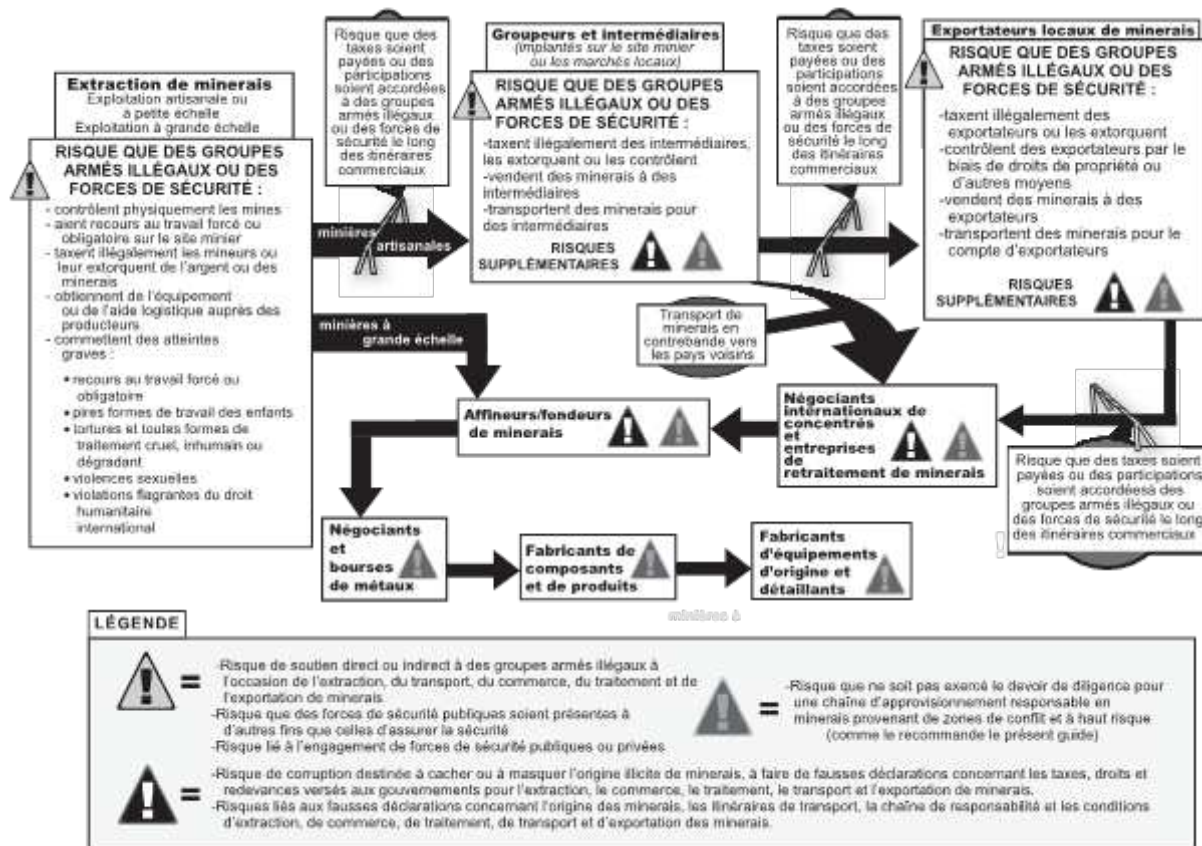 Extraction de minerais
Exploitation artisanale ou
à petite échelle
Exploitation à grande échelle
RISQUE QUE DES GROUPES
ARMÉS ILLÉGAUX OU DES
FORCES DE SÉCURITÉ :
- contrôlent physiquement les mines
- aient recours au travail forcé ou
obligatoire sur le site minier
- taxent illégalement les mineurs ou
leur extorquent de l'argent ou des
minerais
- obtiennent de l'équipement
ou de l'aide logistique auprès des
producteurs
- commettent des atteintes
graves :
• recours au travail forcé ou
obligatoire
• pires formes de travail des enfants
• tortures et toutes formes de
traitement cruel, inhumain ou
dégradant
• violences sexuelles
• violations flagrantes du droit
humanitaire
international
Risque que des
taxes soient
payées ou des
participations
soient accordées
à des groupes
armés illégaux
ou des forces de
sécurité le long
des itinéraires
commerciaux
minières
artisanales
minières à
grande échelle
Groupeurs et intermédiaires
(implantés sur le site minier
ou les marchés locaux)
RISQUE QUE DES GROUPES
ARMÉS ILLÉGAUX OU DES
FORCES DE SÉCURITÉ :
-taxent illégalement des intermédiaires,
les extorquent ou les contrôlent
-vendent des minerais à des
intermédiaires
-transportent des minerais pour
des intermédiaires
RISQUES
SUPPLÉMENTAIRES
Risque que des
taxes soient
payées ou des
participations
soient accordées
à des groupes
armés illégaux
ou des forces de
sécurité le long
des itinéraires
commerciaux
Exportateurs locaux de minerais
RISQUE QUE DES GROUPES
ARMÉS ILLÉGAUX OU DES
FORCES DE SÉCURITÉ :
-taxent illégalement des
exportateurs ou les extorquent
-contrôlent des exportateurs par le
biais de droits de propriété ou
d'autres moyens
-vendent des minerais à des
exportateurs
-transportent des minerais pour le
compte d'exportateurs
RISQUES
SUPPLÉMENTAIRES
Transport de
minerais en
contrebande vers
les pays voisins
Affineurs/fondeurs
de minerais
Négociants
internationaux de
concentrés
et
entreprises
de
retraitement de minerais
Risque que des taxes soient
payées ou des participations
soient accordéesà des
groupes armés illégaux ou
des forces de sécurité le long
des itinéraires commerciaux
Négociants
et
bourses
de métaux
Fabricants de
composants
et de produits
Fabricants
d'équipements
d'origine et
détaillants
minières à
LÉGENDE
=
-Risque de soutien direct ou indirect à des groupes armés illégaux à
l'occasion de l'extraction, du transport, du commerce, du traitement et de
l'exportation de minerais
-Risque que des forces de sécurité publiques soient présentes à
d'autres fins que celles d'assurer la sécurité
-Risque lié à l'engagement de forces de sécurité publiques ou privées
=
-Risque que ne soit pas exercé le devoir de diligence pour
une chaîne d'approvisionnement responsable en
minerais provenant de zones de conflit et à haut risque
(comme le recommande le présent guide)
=
-Risque de corruption destinée à cacher ou à masquer l'origine illicite de minerais, à faire de fausses déclarations concernant les taxes, droits et
redevances versés aux gouvernements pour l'extraction, le commerce, le traitement, le transport et l'exportation de minerais.
-Risques liés aux fausses déclarations concernant l'origine des minerais, les itinéraires de transport, la chaîne de responsabilité et les conditions
d'extraction, de commerce, de traitement, de transport et d'exportation des minerais.